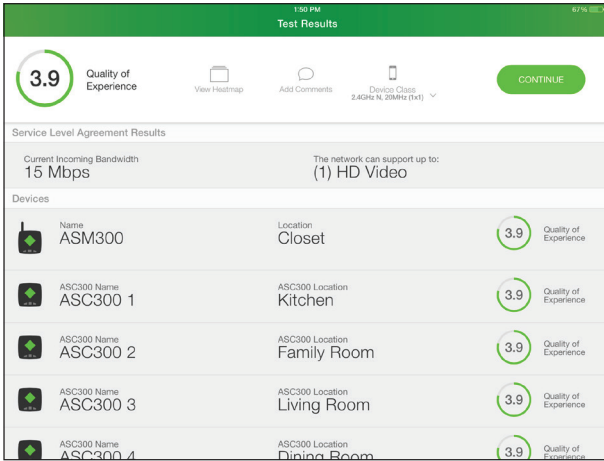 1:50 PM
67%
Test Results
3.9
Quality of
Experience
View Heatmap
Add Comments
Device Class
2.4GHz N, 20MHz (1x1)
CONTINUE
Service Level Agreement Results
Current Incoming Bandwidth
15 Mbps
The network can support up to:
(1) HD Video
Devices
Name
ASM300
Location
Closet
3.9
Quality of
Experience
ASC300 Name
ASC300 1
ASC300 Location
Kitchen
3.9
Quality of
Experience
ASC300 Name
ASC300 2
ASC300 Location
Family Room
3.9
Quality of
Experience
ASC300 Name
ASC300 3
ASC300 Location
Living Room
3.9
Quality of
Experience
ASC300 Name
ASC300 4
ASC300 Location
Dining Room
3.9
Quality of
Experience